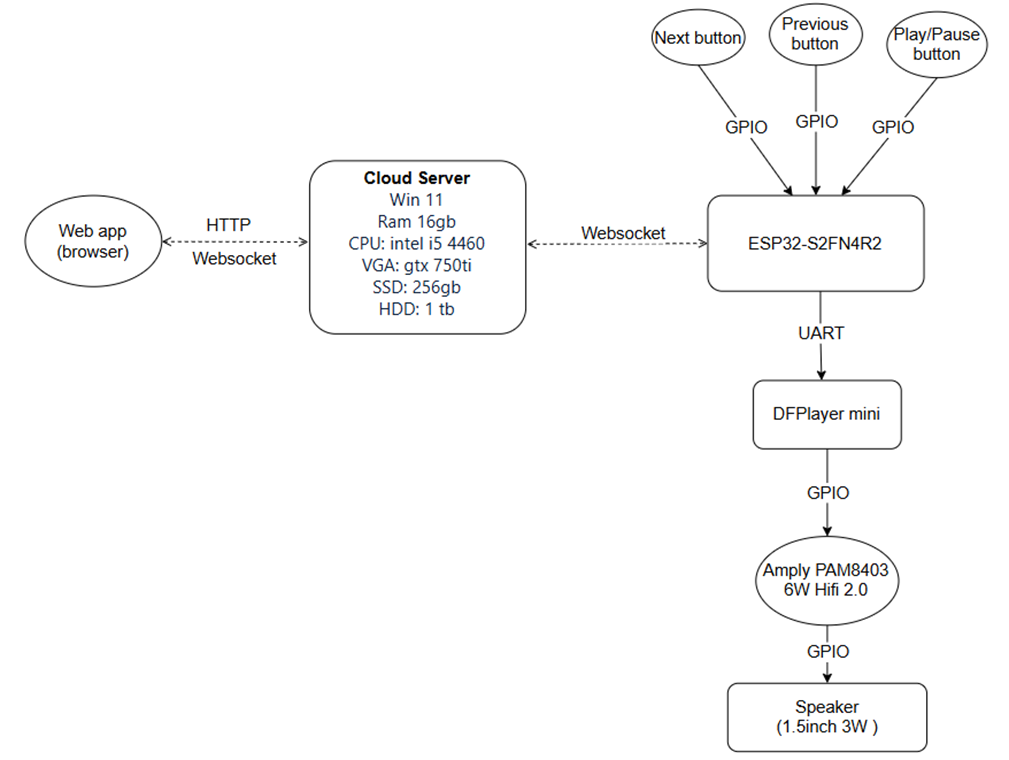 Next button
Previous
button
Play/Pause
button
GPIO
GPIO
GPIO
Web app
(browser)
HTTP
Websocket
Cloud Server
Win 11
Ram 16gb
CPU: intel i5 4460
VGA: gtx 750ti
SSD: 256gb
HDD: 1 tb
Websocket
ESP32-S2FN4R2
UART
DFPlayer mini
GPIO
Amply PAM8403
6W Hifi 2.0
GPIO
Speaker
(1.5inch 3W )